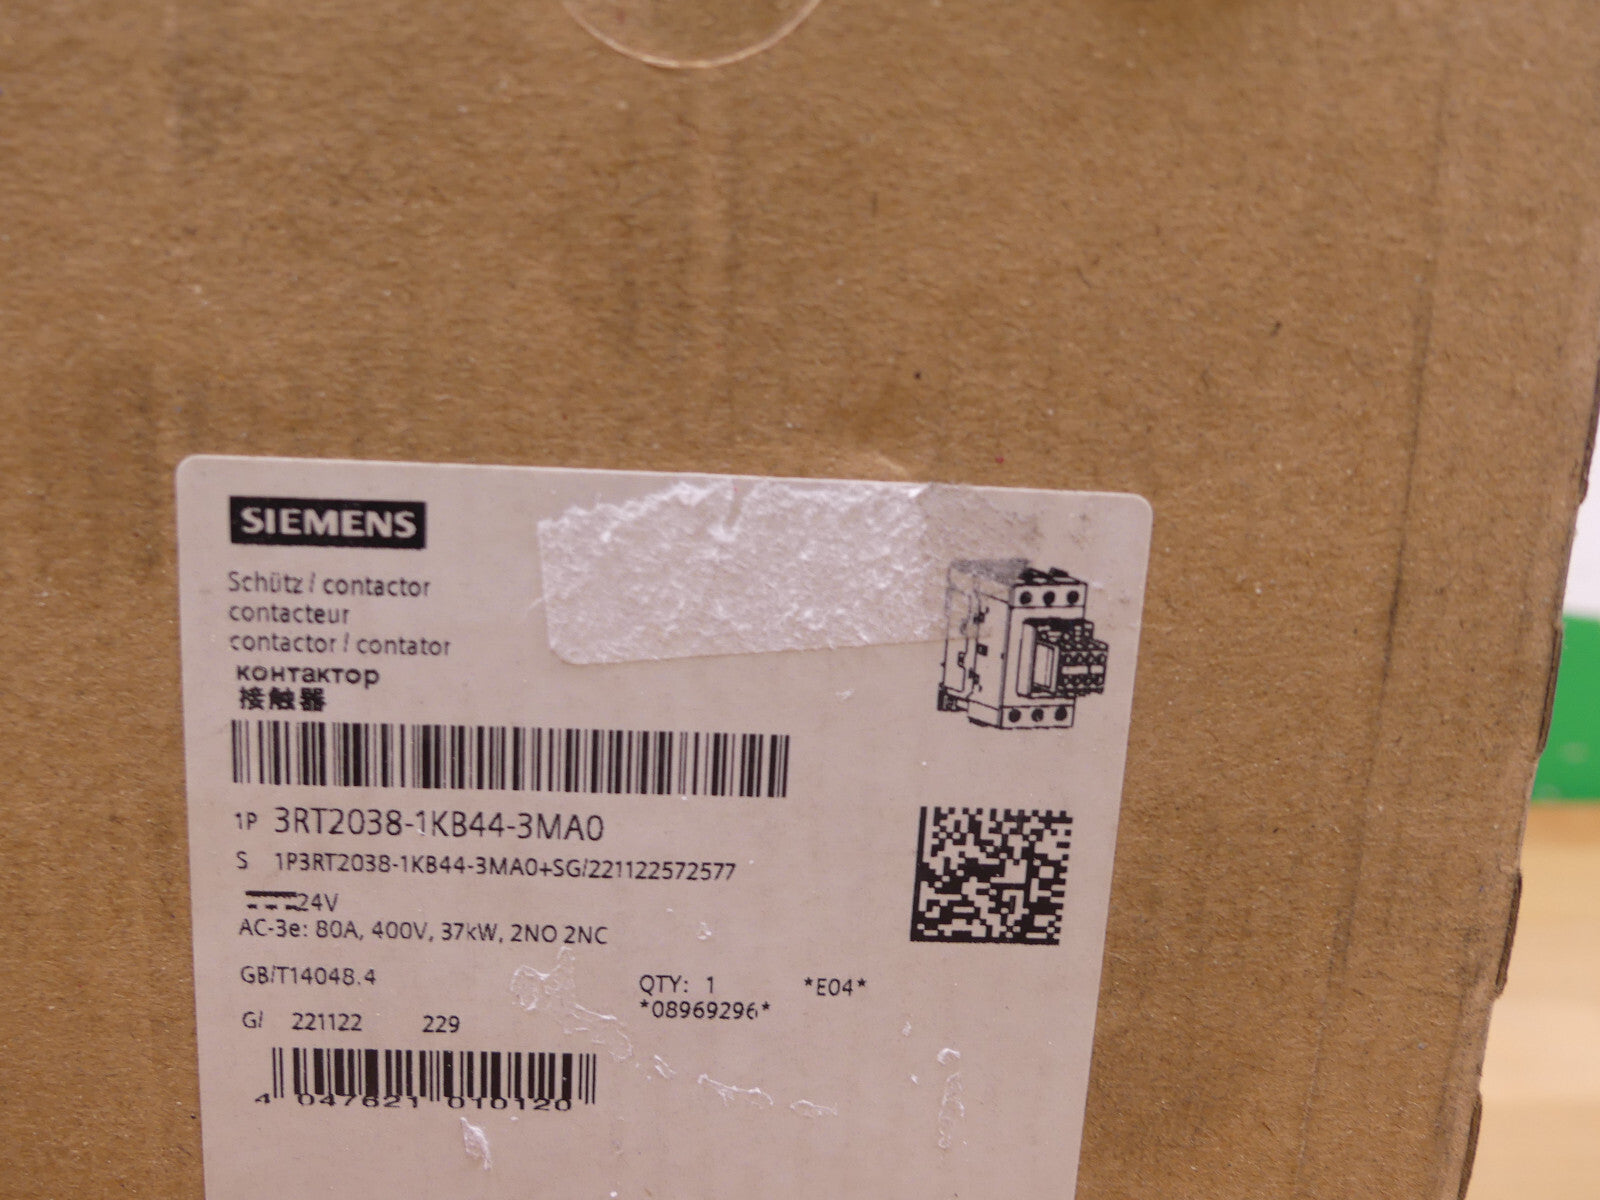 SIEMENS
Schütz / contactor
contacteur
contactor / contator
контактор
接触器
1P 3RT2038-1KB44-3MA0
S 1P3RT2038-1KB44-3MA0+SG/221122572577
24V
AC-3e: 80A, 400V, 37kW, 2NO 2NC
GB/T14048.4
QTY: 1 *E04*
*08969296*
G/ 221122 229
4 047621 010120